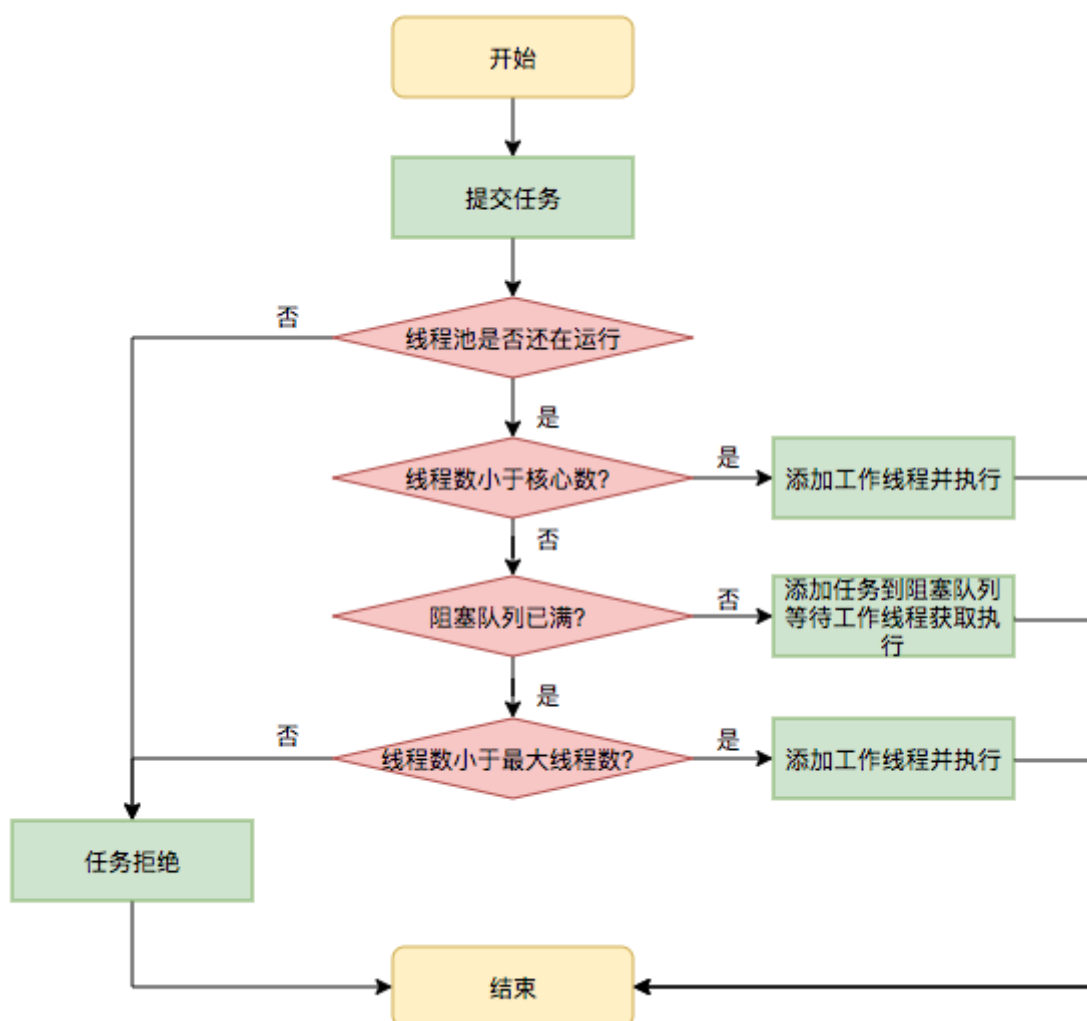 开始
提交任务
否
线程池是否还在运行
是
线程数小于核心数?
是
添加工作线程并执行
否
阻塞队列已满?
否
添加任务到阻塞队列
等待工作线程获取执
行
是
否
线程数小于最大线程数?
是
添加工作线程并执行
任务拒绝
结束